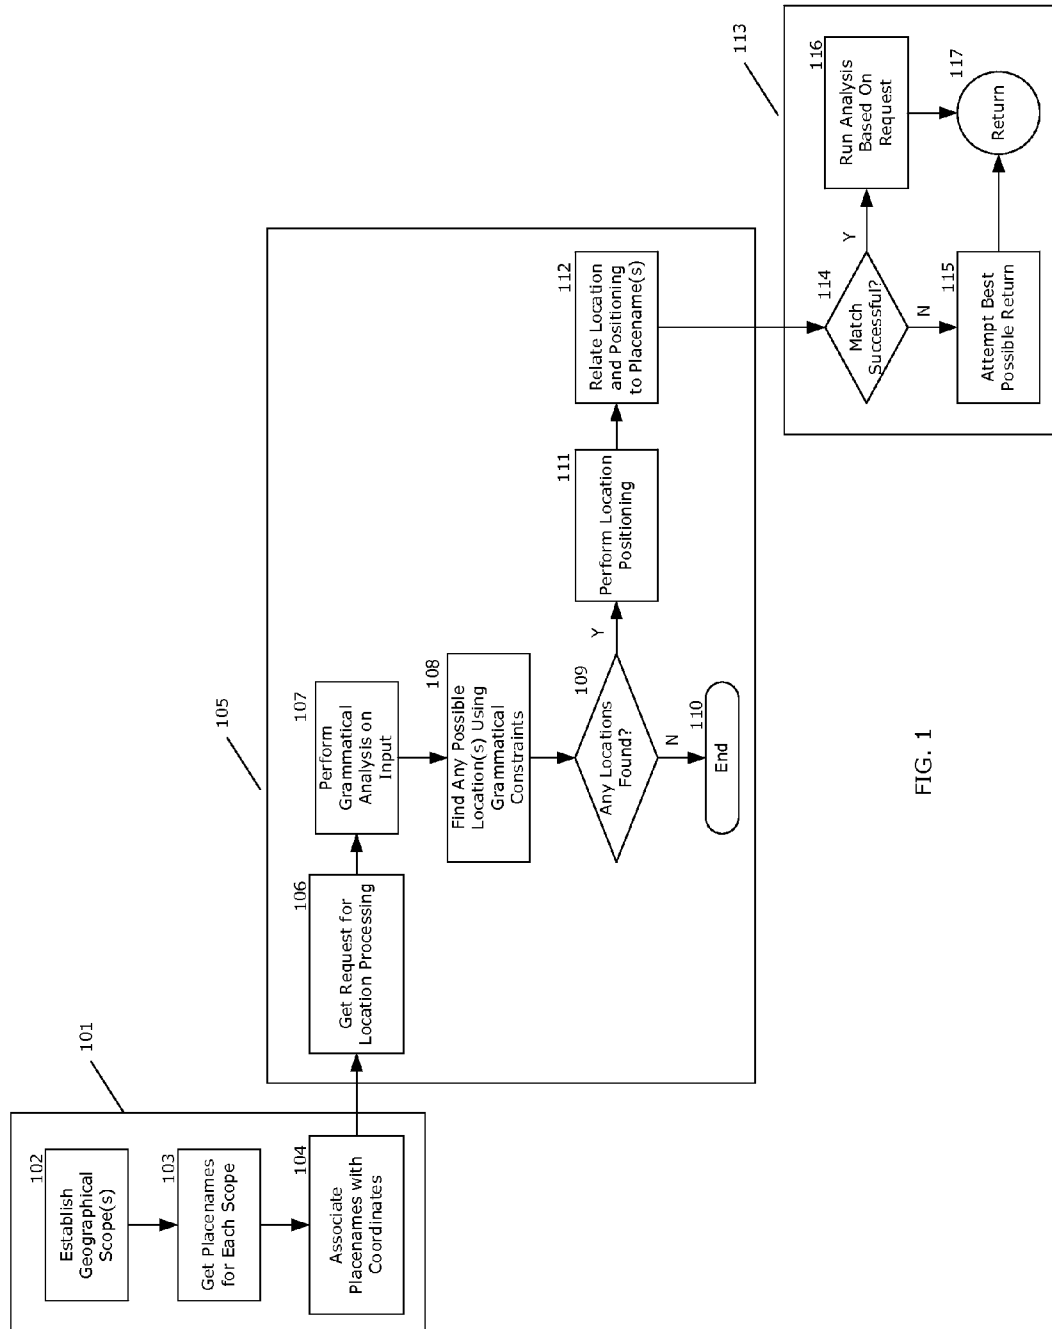 101
102
Establish
Geographical
Scope(s)
103
Get Placenames
for Each Scope
104
Associate
Placenames with
Coordinates
105
106
Get Request for
Location Processing
107
Perform
Grammatical
Analysis on
Input
108
Find Any Possible
Location(s) Using
Grammatical
Constraints
109
Any Locations
Found?
N
Y
110
End
111
Perform Location
Positioning
112
Relate Location
and Positioning
to Placename(s)
113
114
Match
Successful?
Y
N
115
Attempt Best
Possible Return
116
Run Analysis
Based On
Request
117
Return
FIG. 1